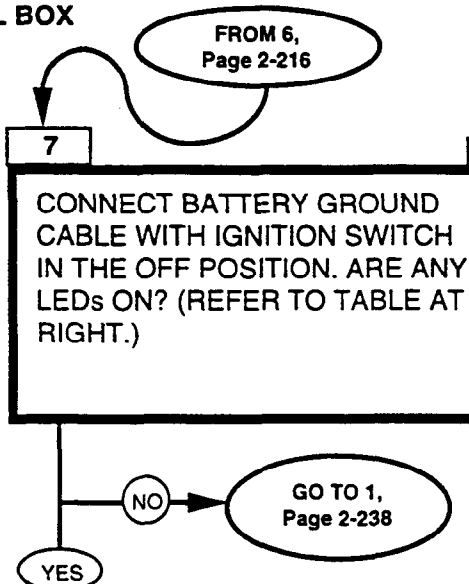 L BOX
FROM 6,
Page 2-216
7
CONNECT BATTERY GROUND
CABLE WITH IGNITION SWITCH
IN THE OFF POSITION. ARE ANY
LEDs ON? (REFER TO TABLE AT
RIGHT.)
NO
GO TO 1,
Page 2-238
YES